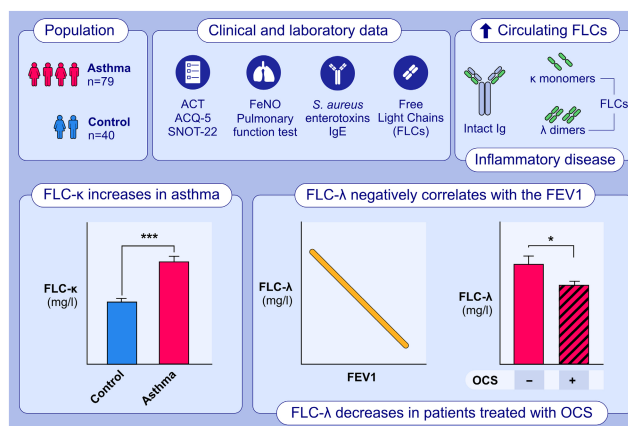 Population
Asthma
n=79
Control
n=40
Clinical and laboratory data
ACT
ACQ-5
SNOT-22
FeNO
Pulmonary
function test
S. aureus
enterotoxins
IgE
Free
Light Chains
(FLCs)
Circulating FLCs
Intact Ig
κ monomers
λ dimers
FLCs
Inflammatory disease
FLC-κ increases in asthma
***
FLC-κ
(mg/l)
Control
Asthma
FLC-λ negatively correlates with the FEV1
FLC-λ
(mg/l)
FEV1
*
FLC-λ
(mg/l)
OCS – +
FLC-λ decreases in patients treated with OCS